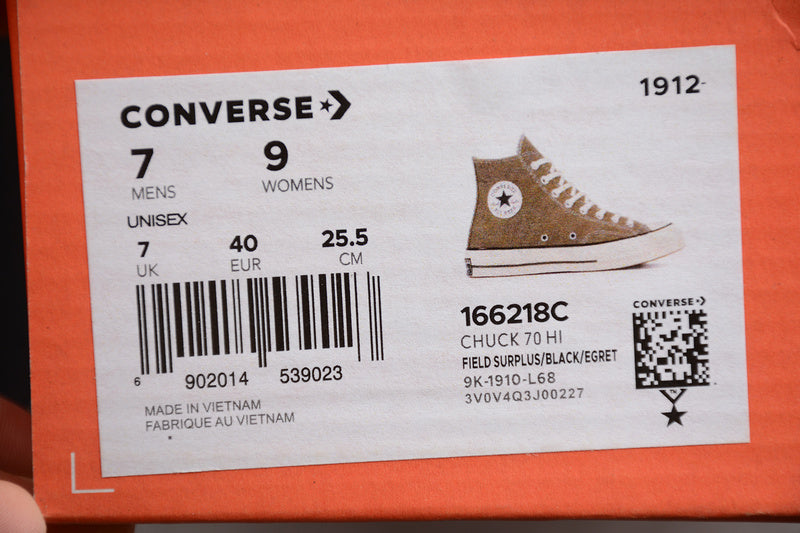 CONVERSE
1912-
7
MENS
9
WOMENS
UNISEX
7
UK
40
EUR
25.5
CM
6 902014 539023
MADE IN VIETNAM
FABRIQUE AU VIETNAM
166218C
CHUCK 70 HI
FIELD SURPLUS/BLACK/EGRET
9K-1910-L68
3V0V4Q3J00227
CONVERSE